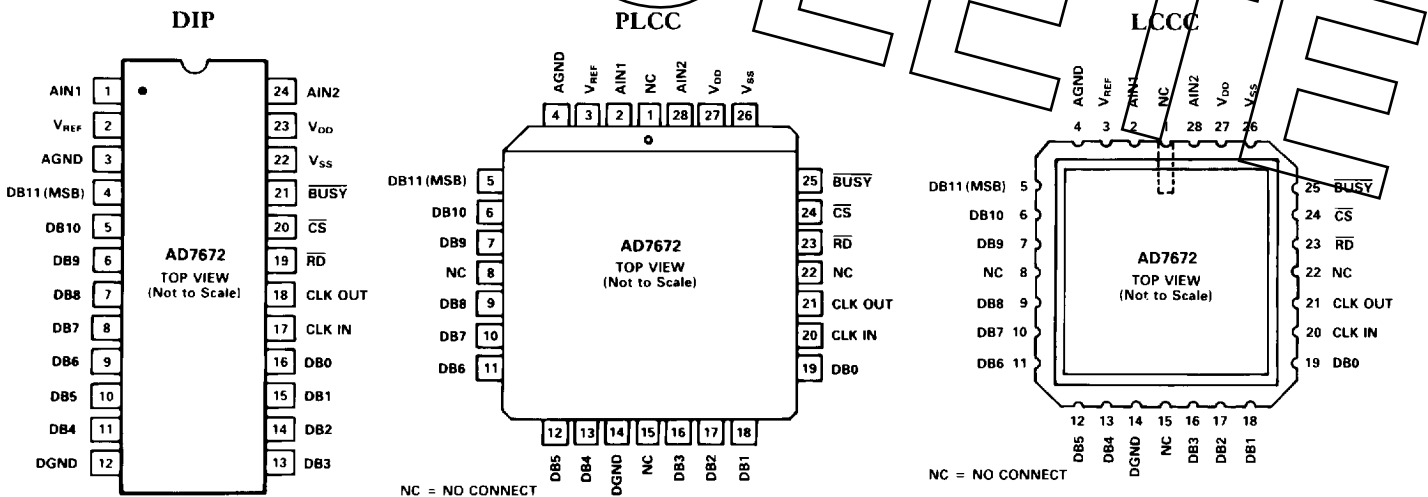 DIP
AIN1 1
VREF 2
AGND 3
DB11(MSB) 4
DB10 5
DB9 6
DB8 7
DB7 8
DB6 9
DB5 10
DB4 11
DGND 12
24 AIN2
23 VDD
22 VSS
21 BUSY
20 CS
19 RD
18 CLK OUT
17 CLK IN
16 DB0
15 DB1
14 DB2
13 DB3
AD7672
TOP VIEW
(Not to Scale)
PLCC
AGND VREF AIN1 NC AIN2 VDD VSS
4 3 2 1 28 27 26
DB11(MSB) 5
DB10 6
DB9 7
NC 8
DB8 9
DB7 10
DB6 11
25 BUSY
24 CS
23 RD
22 NC
21 CLK OUT
20 CLK IN
19 DB0
AD7672
TOP VIEW
(Not to Scale)
12 13 14 15 16 17 18
DB5 DB4 DGND NC DB3 DB2 DB1
NC = NO CONNECT
LCCC
AGND VREF AIN1 NC AIN2 VDD VSS
4 3 2 1 28 27 26
DB11(MSB) 5
DB10 6
DB9 7
NC 8
DB8 9
DB7 10
DB6 11
25 BUSY
24 CS
23 RD
22 NC
21 CLK OUT
20 CLK IN
19 DB0
AD7672
TOP VIEW
(Not to Scale)
12 13 14 15 16 17 18
DB5 DB4 DGND NC DB3 DB2 DB1
NC = NO CONNECT